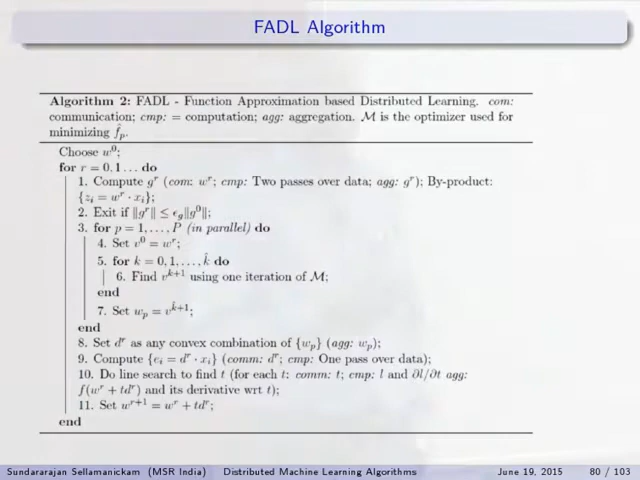 FADL Algorithm
Algorithm 2: FADL - Function Approximation based Distributed Learning. com:
communication; cmp: = computation; agg: aggregation. ℳ is the optimizer used for
minimizing f̂ₚ.
Choose w⁰;
for r = 0, 1 . . . do
1. Compute gʳ (com: wʳ; cmp: Two passes over data; agg: gʳ); By-product:
{zᵢ = wʳ · xᵢ};
2. Exit if ‖gʳ‖ ≤ ϵg‖g⁰‖;
3. for p = 1, . . . , P (in parallel) do
4. Set v⁰ = wʳ;
5. for k = 0, 1, . . . , k̂ do
6. Find vᵏ⁺¹ using one iteration of ℳ;
end
7. Set wₚ = v^{k̂+1};
end
8. Set dʳ as any convex combination of {wₚ} (agg: wₚ);
9. Compute {eᵢ = dʳ · xᵢ} (comm: dʳ; cmp: One pass over data);
10. Do line search to find t (for each t: comm: t; cmp: l and ∂l/∂t agg:
f(wʳ + tdʳ) and its derivative wrt t);
11. Set wʳ⁺¹ = wʳ + tdʳ;
end
Sundararajan Sellamanickam (MSR India) Distributed Machine Learning Algorithms June 19, 2015 80 / 103